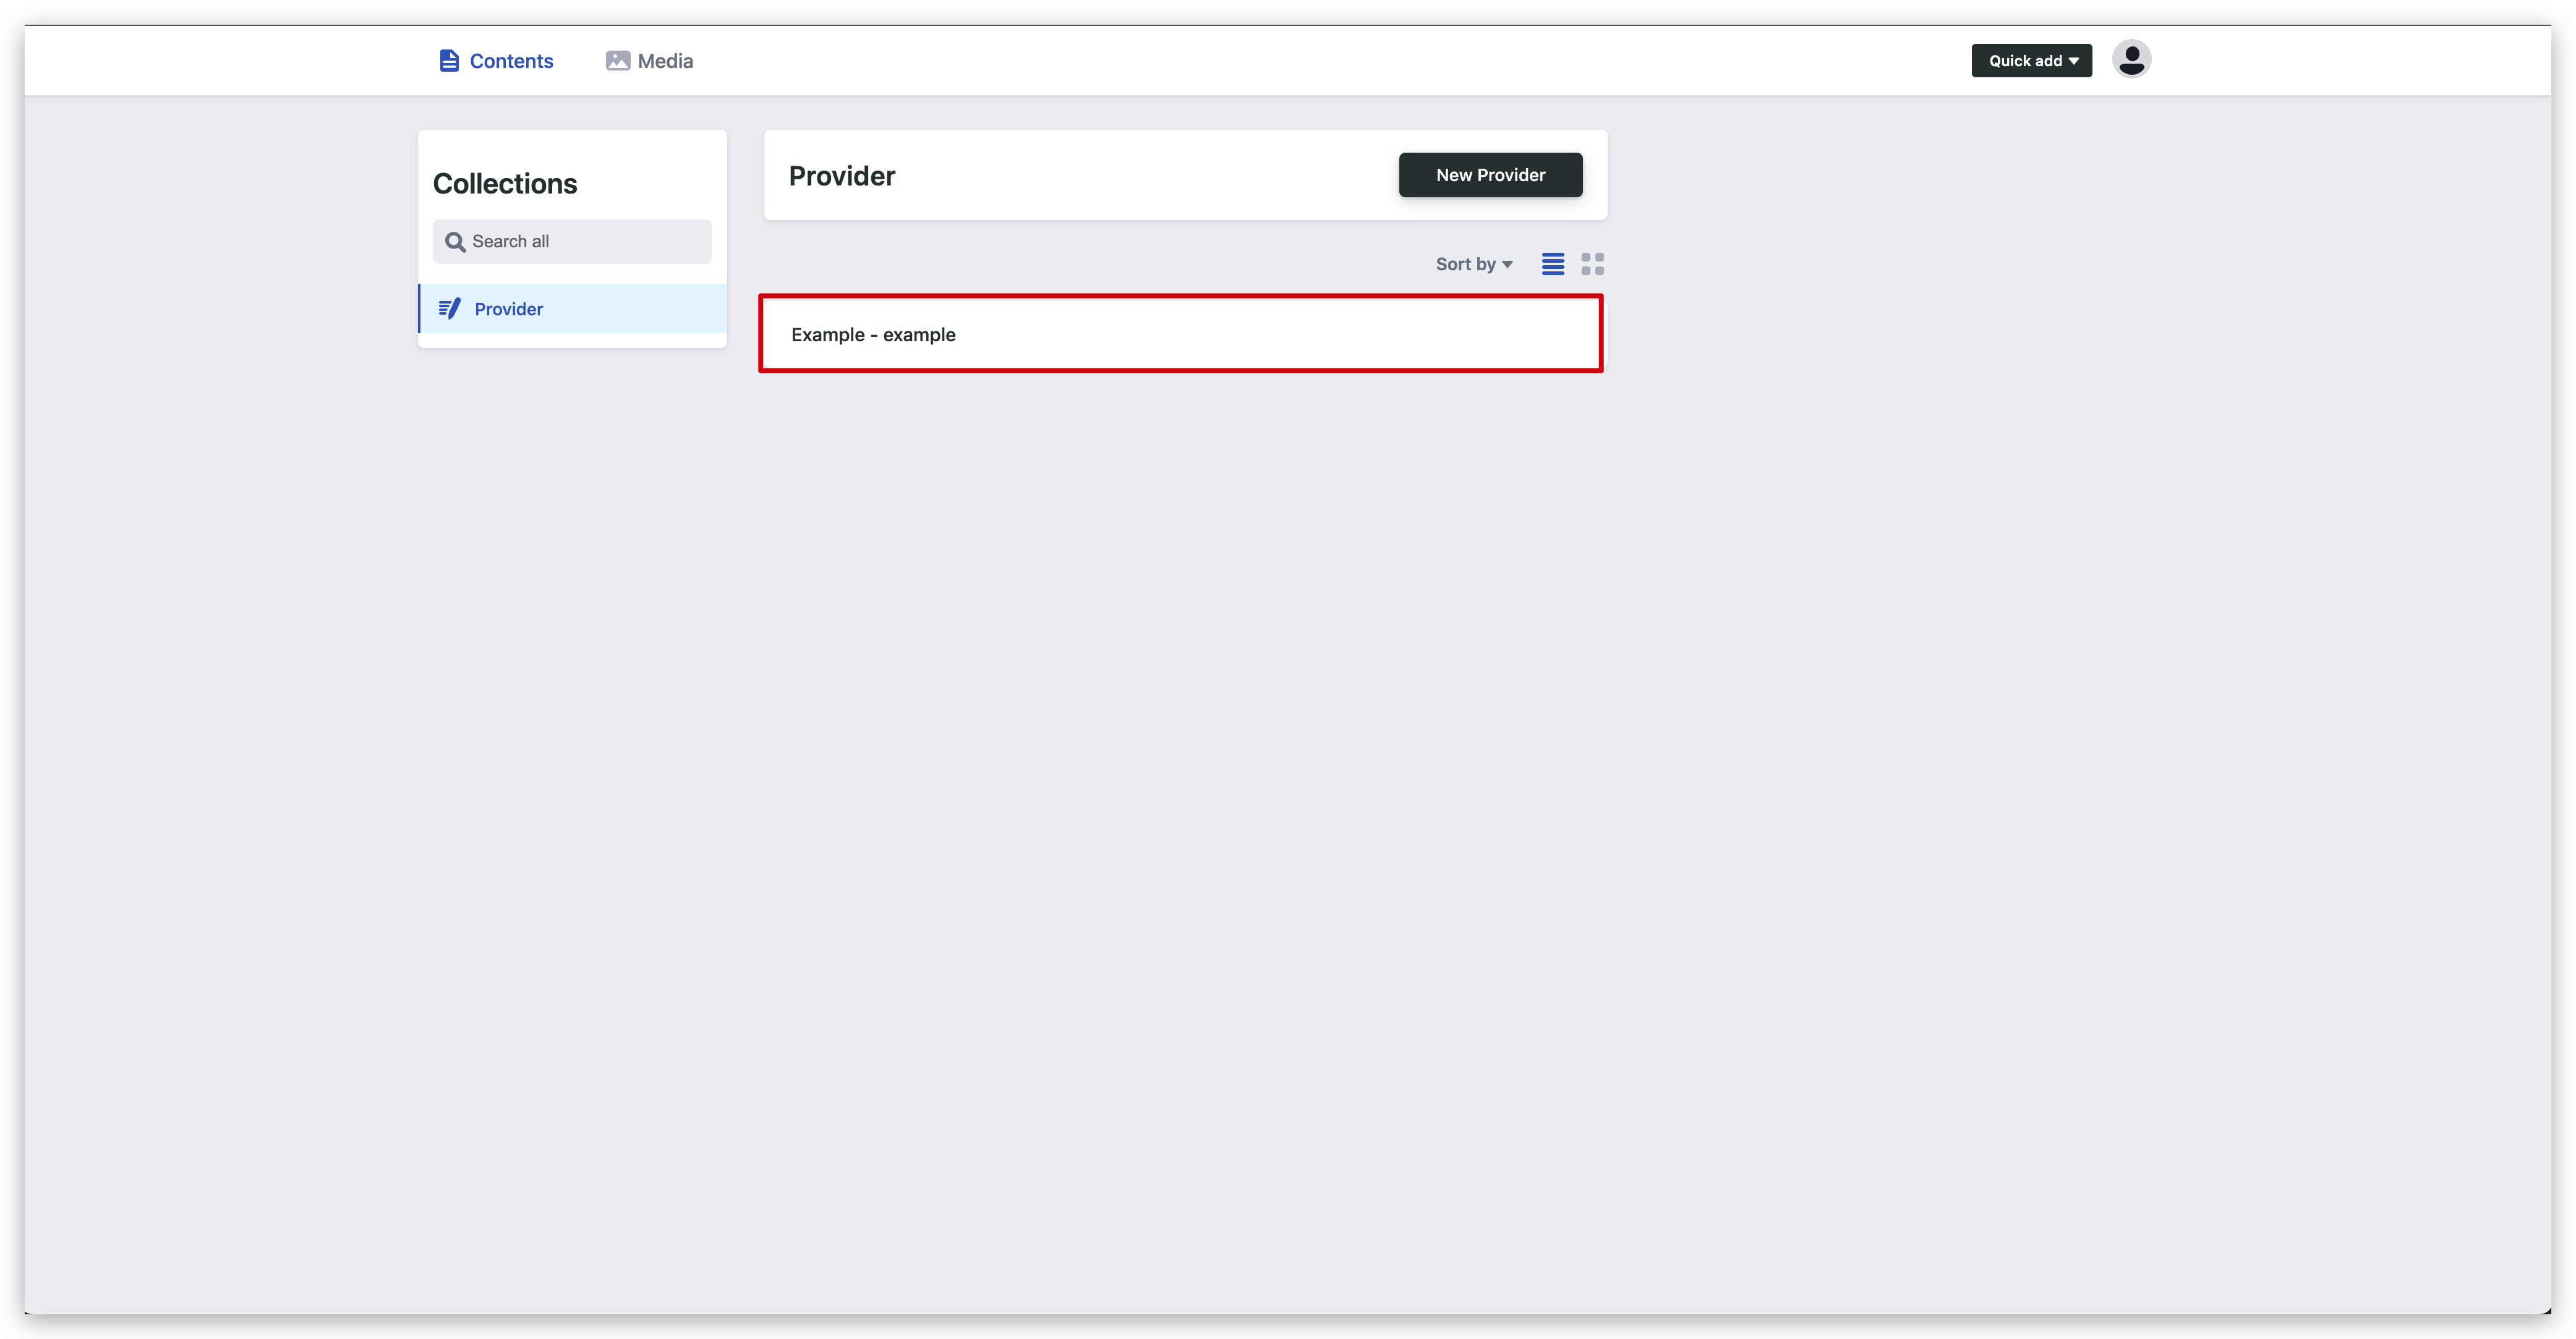 Contents
Media
Quick add
Collections
Search all
Provider
Provider
New Provider
Sort by
Example - example